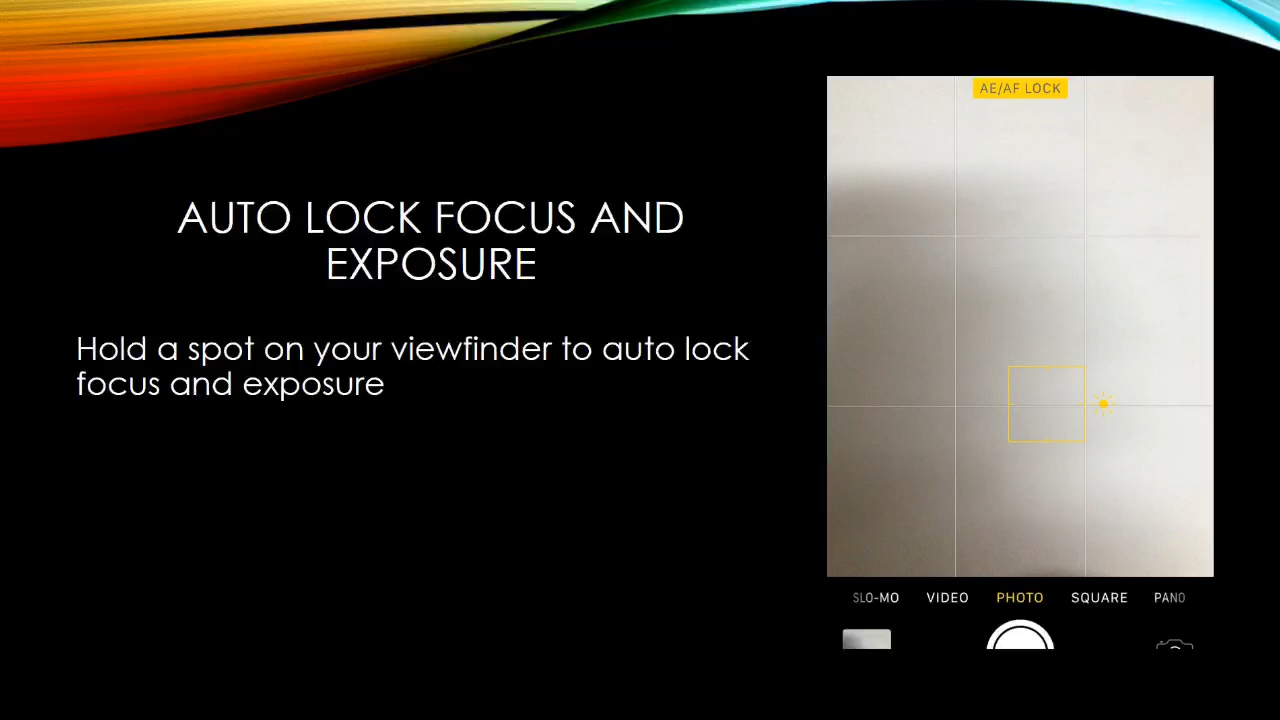 AUTO LOCK FOCUS AND
EXPOSURE
Hold a spot on your viewfinder to auto lock
focus and exposure
AE/AF LOCK
SLO-MO VIDEO PHOTO SQUARE PANO